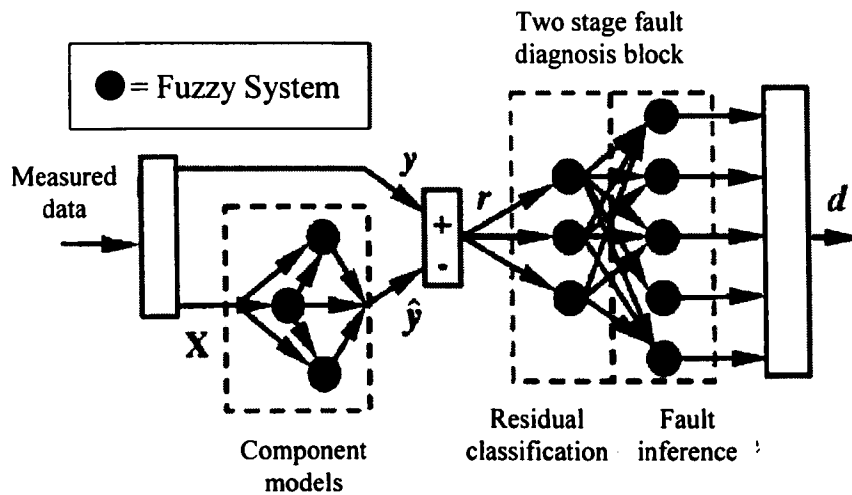 Two stage fault
diagnosis block
= Fuzzy System
Measured
data
y
r
+
-
d
X
ŷ
Component
models
Residual
classification
Fault
inference